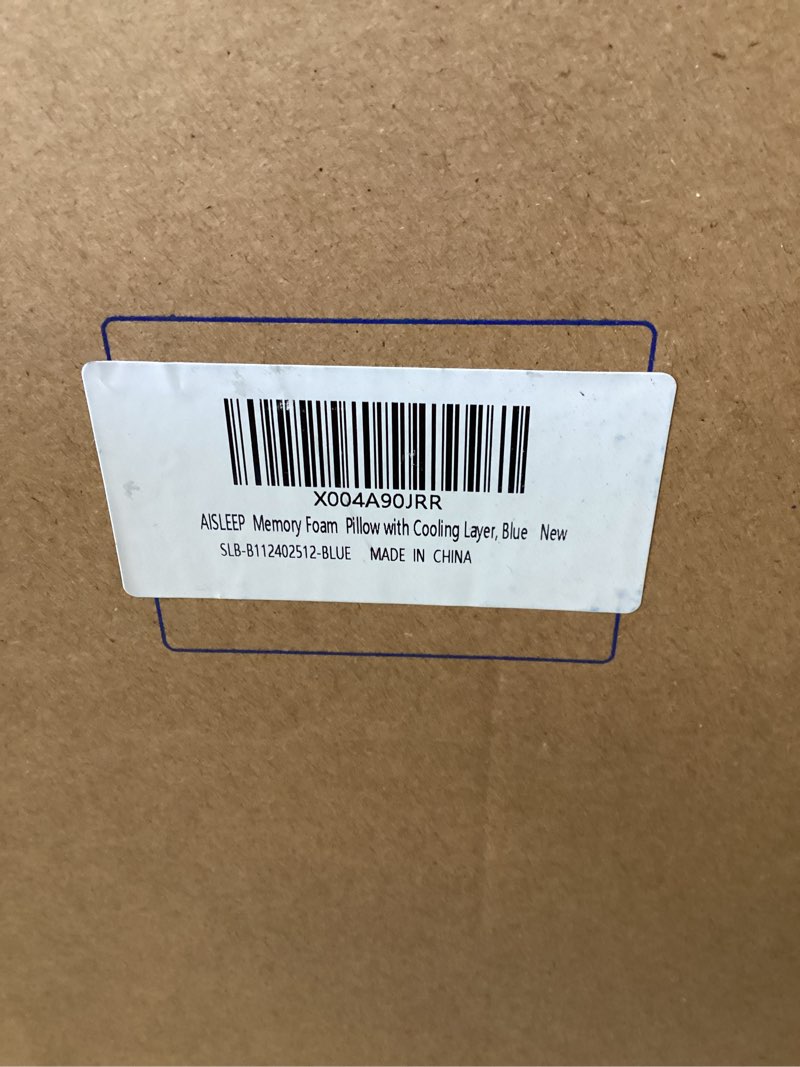 X004A90JRR
AISLEEP Memory Foam Pillow with Cooling Layer, Blue New
SLB-B112402512-BLUE MADE IN CHINA